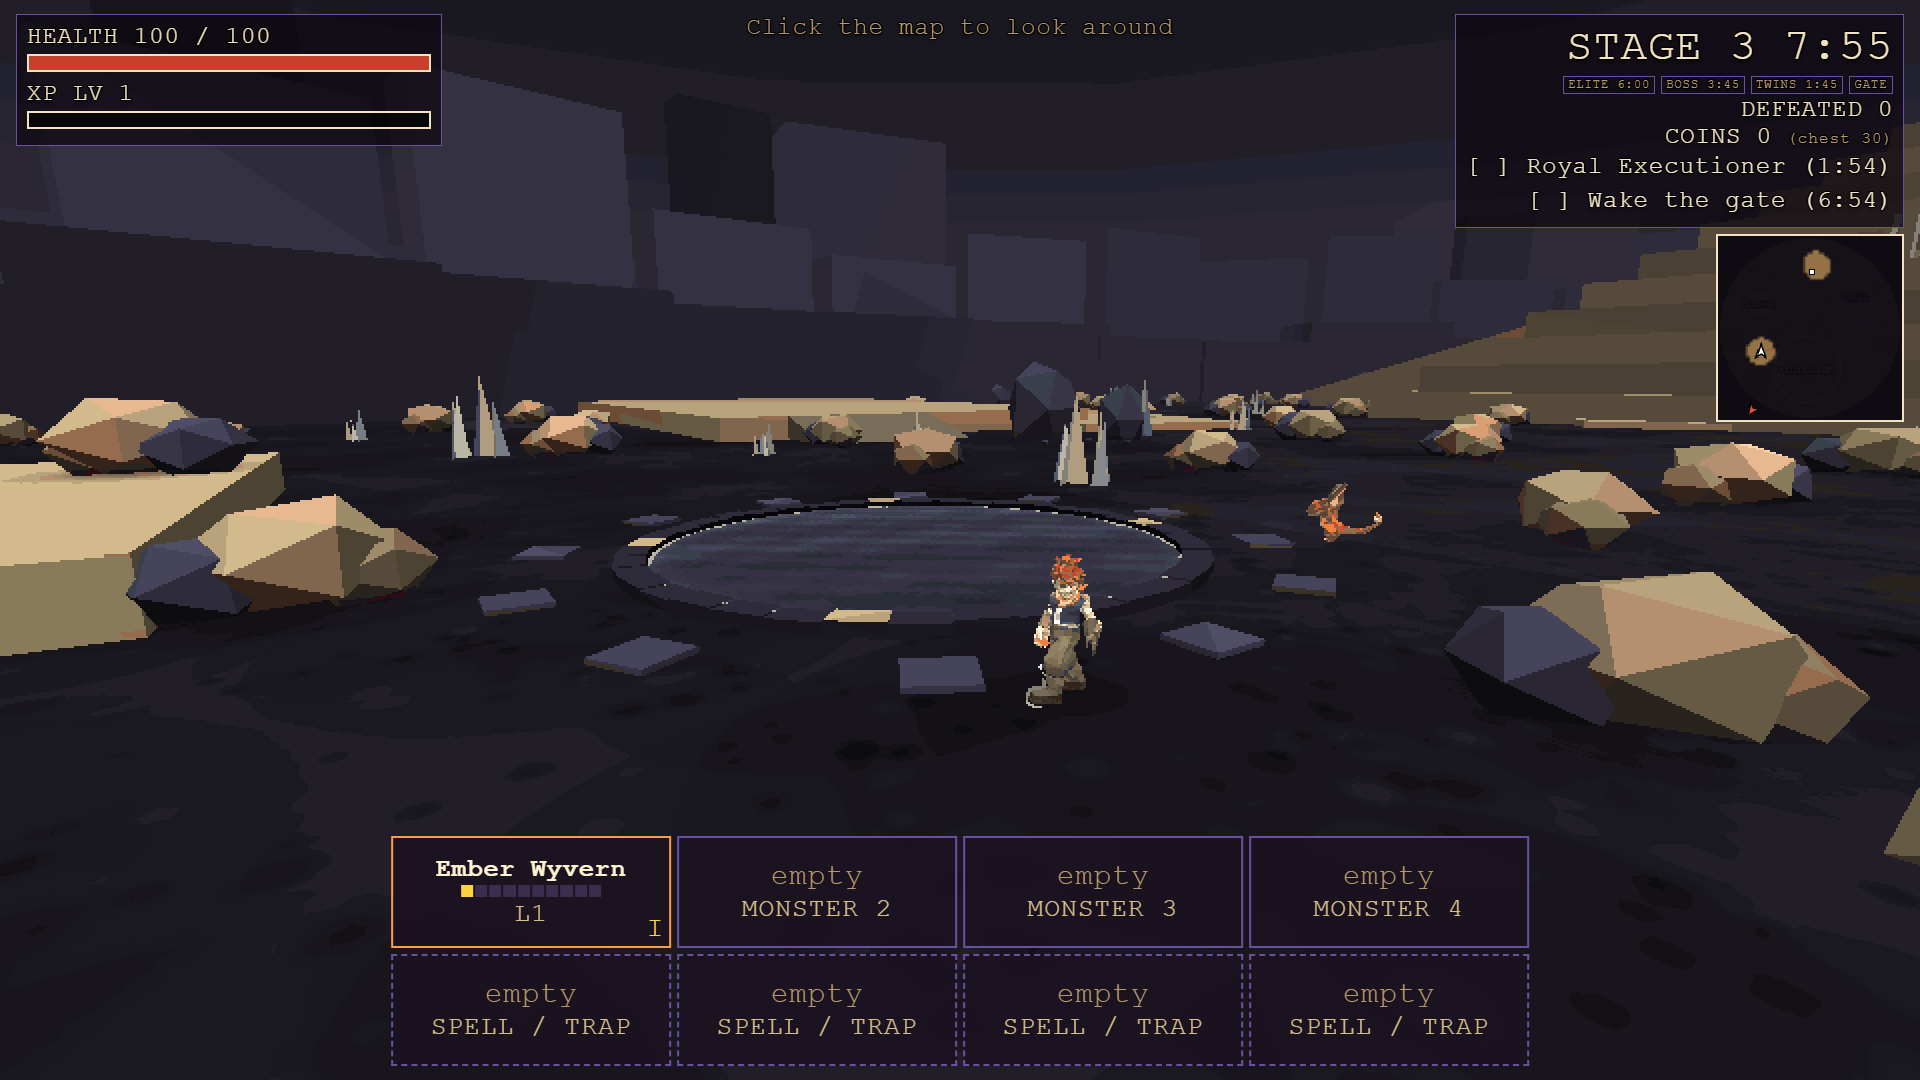 HEALTH 100 / 100
XP LV 1
Click the map to look around
STAGE 3 7:55
ELITE 6:00 BOSS 3:45 TWINS 1:45 GATE
DEFEATED 0
COINS 0 (chest 30)
[ ] Royal Executioner (1:54)
[ ] Wake the gate (6:54)
Ember Wyvern
L1
I
empty
MONSTER 2
empty
MONSTER 3
empty
MONSTER 4
empty
SPELL / TRAP
empty
SPELL / TRAP
empty
SPELL / TRAP
empty
SPELL / TRAP